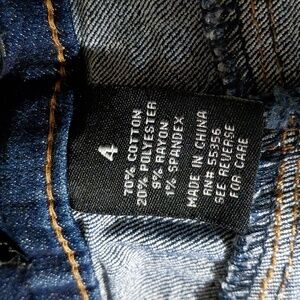 4
70% COTTON
20% POLYESTER
9% RAYON
1% SPANDEX
MADE IN CHINA
RN# 55356
SEE REVERSE
FOR CARE